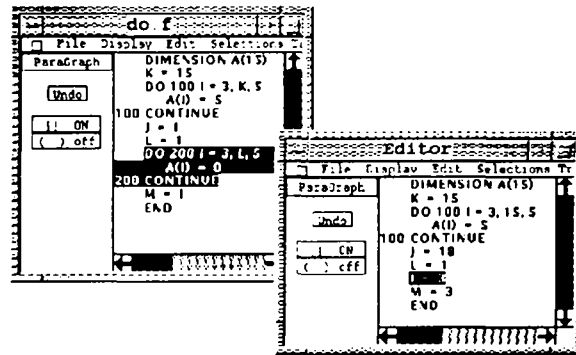 do.f
File Display Edit Selections
ParaGraph
Undo
ON
( ) off
DIMENSION A(15)
K = 15
DO 100 I = 3, K, 5
A(I) = 5
100 CONTINUE
J = I
L = 1
DO 200 I = 3, L, 5
A(I) = 0
200 CONTINUE
M = I
END
Editor
File Display Edit Selections Tr
ParaGraph
Undo
ON
( ) off
DIMENSION A(15)
K = 15
DO 100 I = 3, 15, 5
A(I) = 5
100 CONTINUE
J = 18
L = 1
M = 3
END